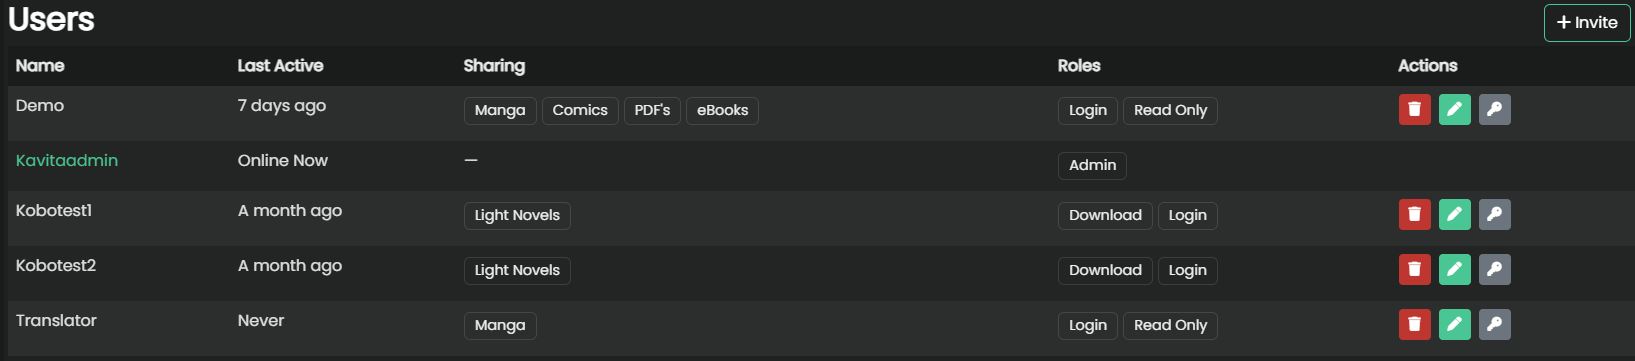 Users
+ Invite
Name Last Active Sharing Roles Actions
Demo 7 days ago Manga Comics PDF's eBooks Login Read Only
Kavitaadmin Online Now — Admin
Kobotest1 A month ago Light Novels Download Login
Kobotest2 A month ago Light Novels Download Login
Translator Never Manga Login Read Only